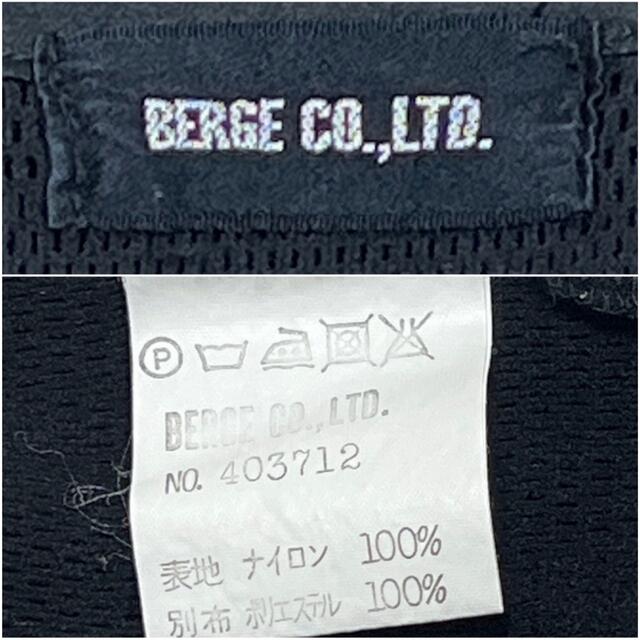 BERGE CO.,LTD.
P
BERGE CO.,LTD.
NO. 403712
表地 ナイロン 100%
別布 ポリエステル 100%